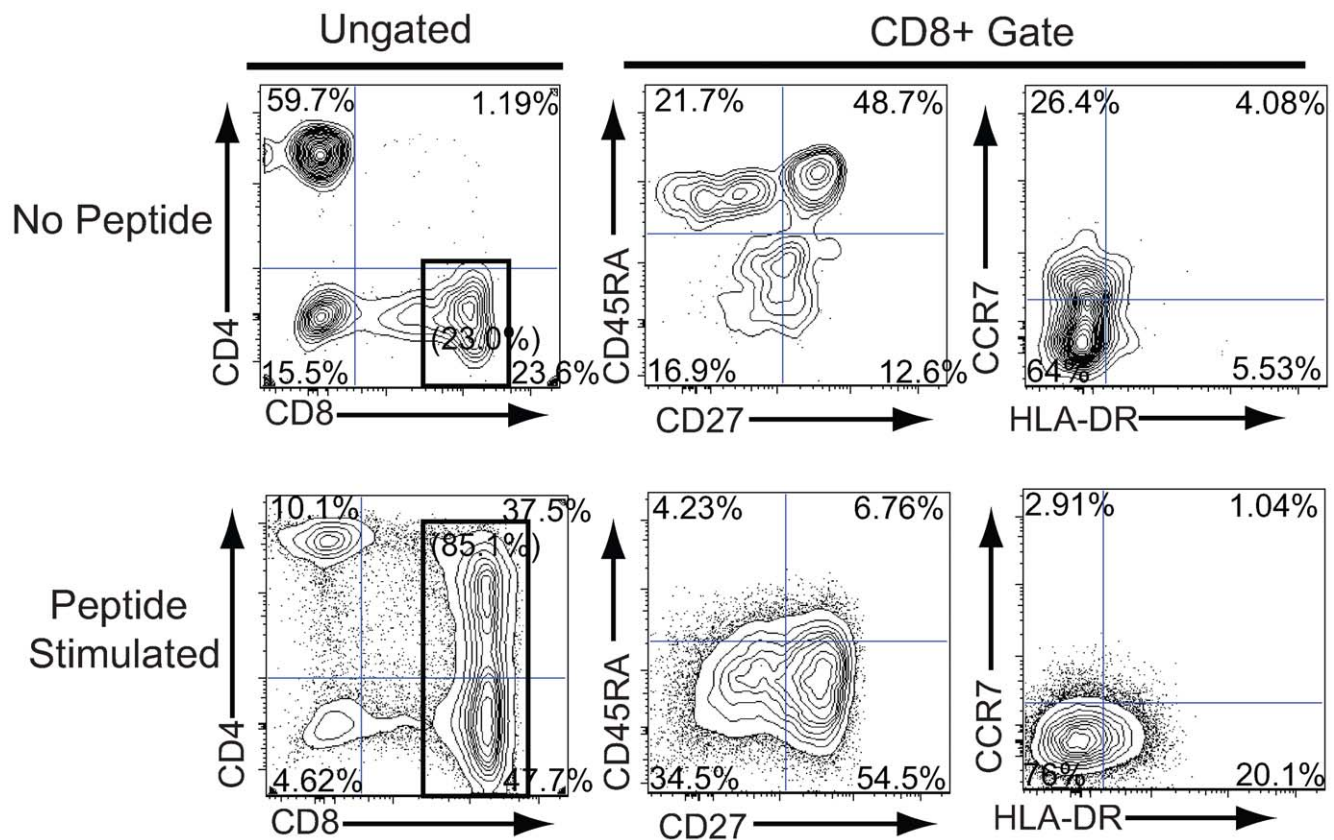 Ungated
CD8+ Gate
59.7%
1.19%
21.7%
48.7%
26.4%
4.08%
No Peptide
CD4
(23.0%)
15.5%
23.6%
CD8
CD45RA
16.9%
12.6%
CD27
CCR7
64%
5.53%
HLA-DR
10.1%
37.5%
4.23%
6.76%
2.91%
1.04%
(85.1%)
Peptide
Stimulated
CD4
4.62%
47.7%
CD8
CD45RA
34.5%
54.5%
CD27
CCR7
76%
20.1%
HLA-DR